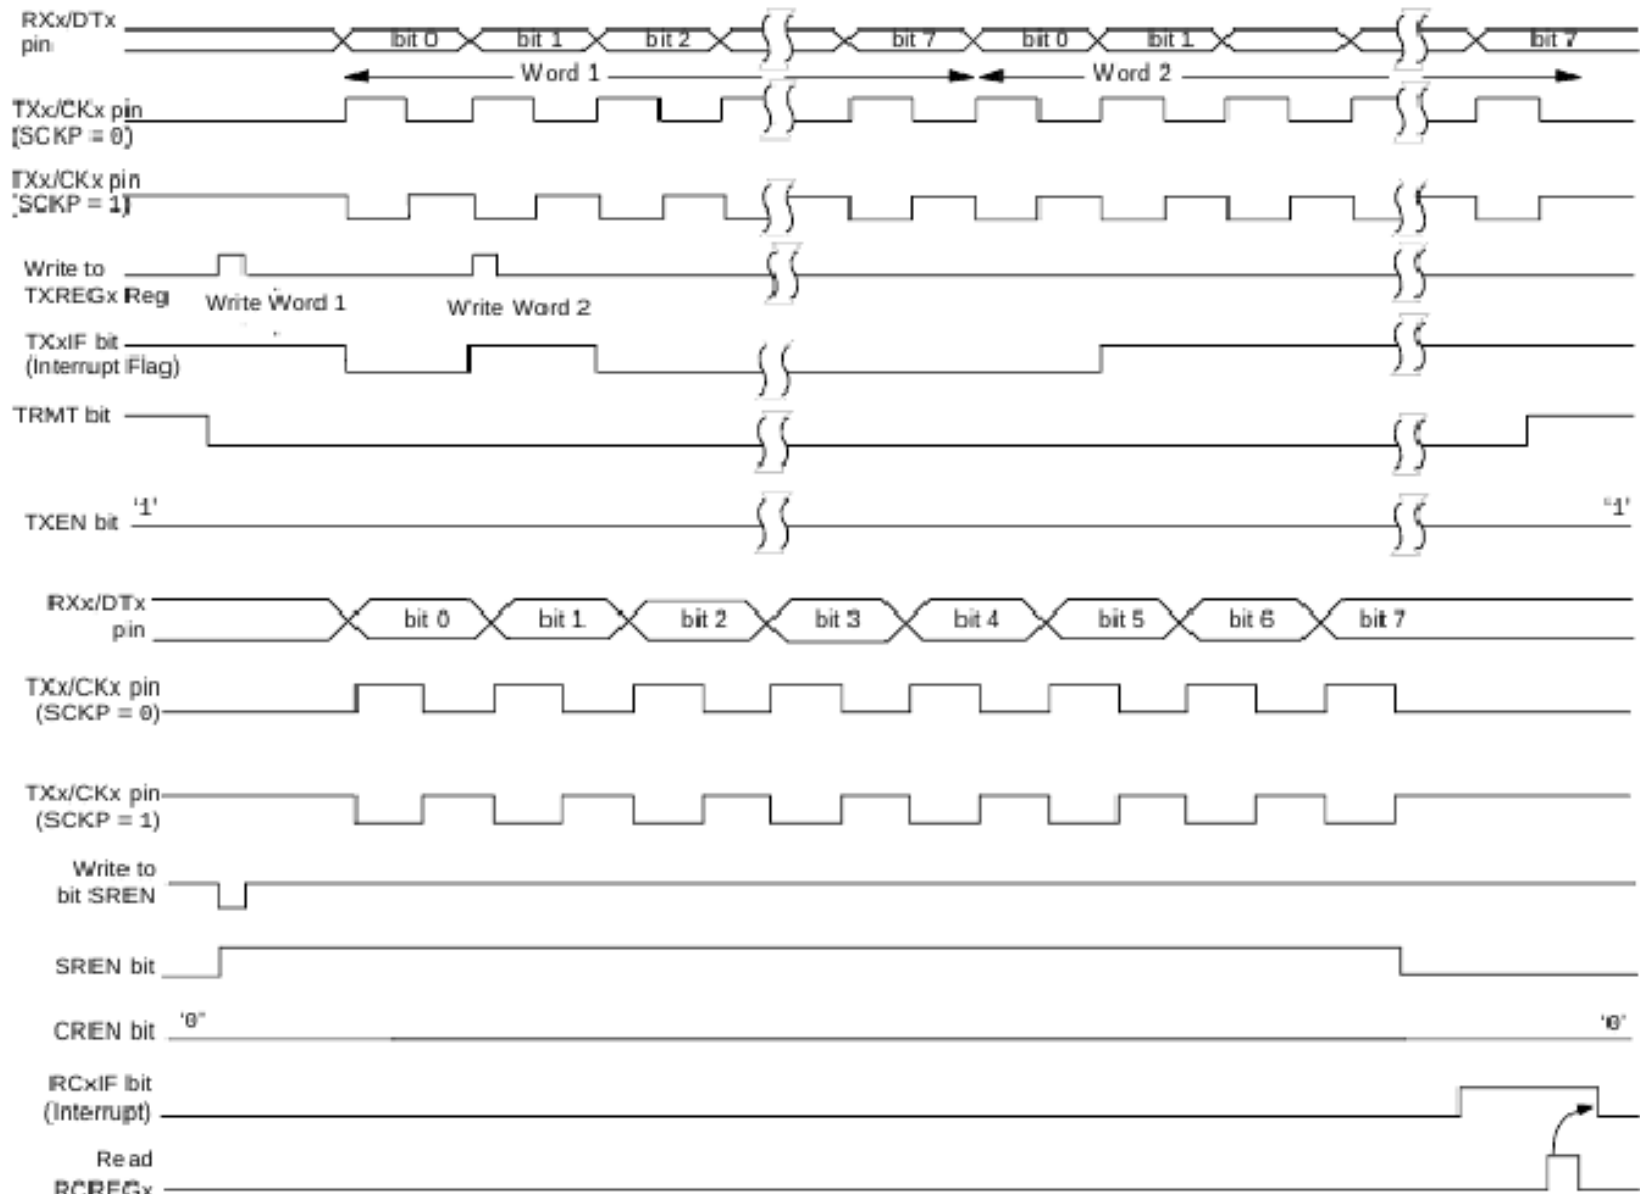 RXx/DTx
pin
bit 0 bit 1 bit 2 bit 7 bit 0 bit 1 bit 7
Word 1 Word 2
TXx/CKx pin
(SCKP = 0)
TXx/CKx pin
(SCKP = 1)
Write to
TXREGx Reg
Write Word 1 Write Word 2
TXxIF bit
(Interrupt Flag)
TRMT bit
'1' '1'
TXEN bit
RXx/DTx
pin
bit 0 bit 1 bit 2 bit 3 bit 4 bit 5 bit 6 bit 7
TXx/CKx pin
(SCKP = 0)
TXx/CKx pin
(SCKP = 1)
Write to
bit SREN
SREN bit
'0' '0'
CREN bit
RCxIF bit
(Interrupt)
Read
RCREGx